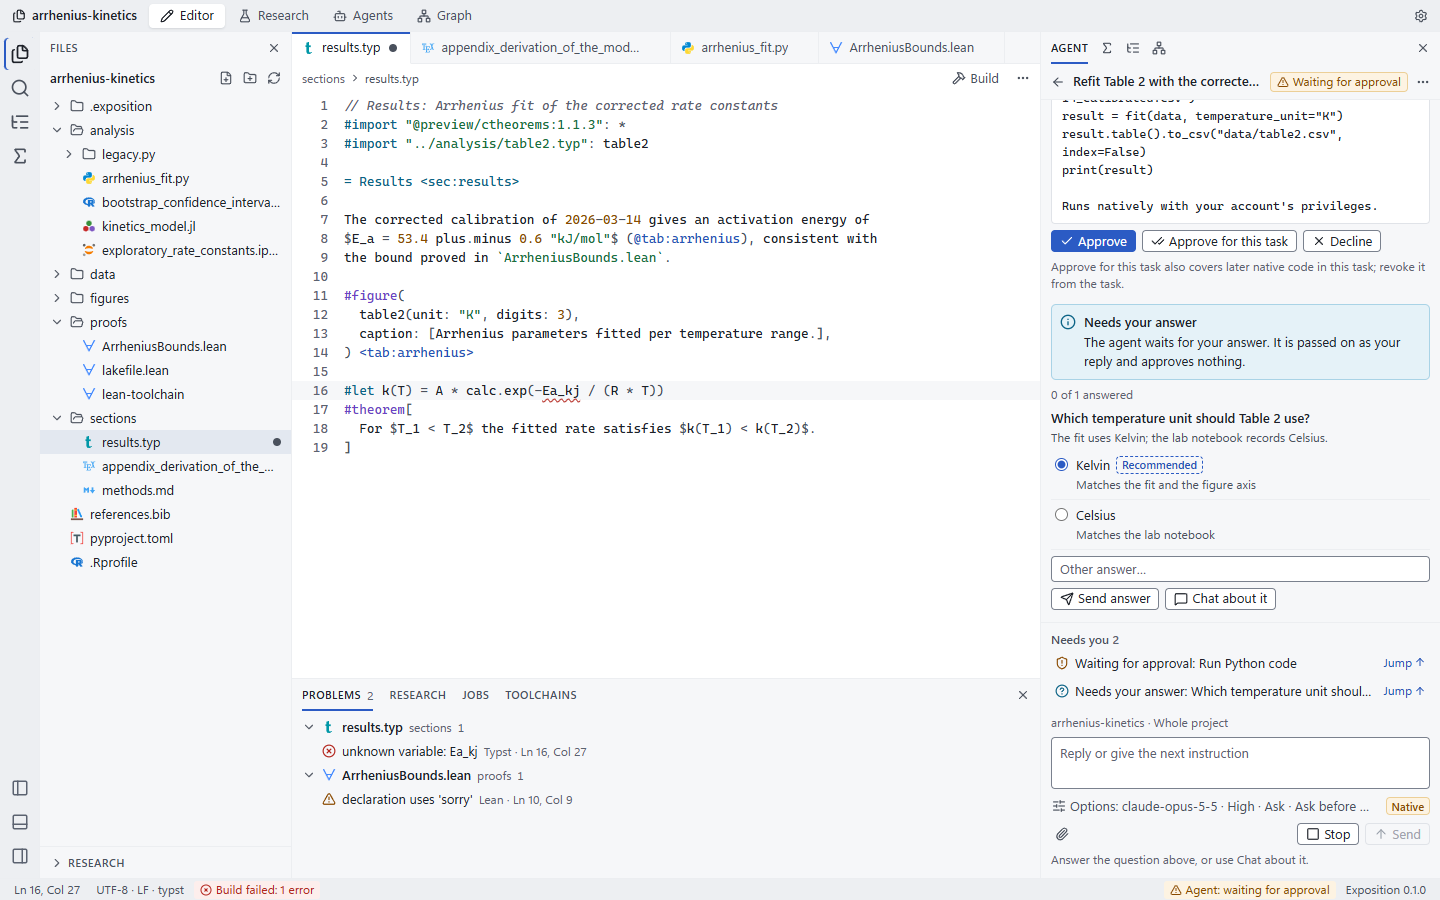 arrhenius-kinetics
Editor
Research
Agents
Graph
FILES
arrhenius-kinetics
.exposition
analysis
legacy.py
arrhenius_fit.py
bootstrap_confidence_interva...
kinetics_model.jl
exploratory_rate_constants.ip...
data
figures
proofs
ArrheniusBounds.lean
lakefile.lean
lean-toolchain
sections
results.typ
appendix_derivation_of_the_...
methods.md
references.bib
pyproject.toml
.Rprofile
RESEARCH
results.typ
appendix_derivation_of_the_mod...
arrhenius_fit.py
ArrheniusBounds.lean
sections > results.typ
Build
1 // Results: Arrhenius fit of the corrected rate constants
2 #import "@preview/ctheorems:1.1.3": *
3 #import "../analysis/table2.typ": table2
4
5 = Results <sec:results>
6
7 The corrected calibration of 2026-03-14 gives an activation energy of
8 $E_a = 53.4 plus.minus 0.6 "kJ/mol"$ (@tab:arrhenius), consistent with
9 the bound proved in `ArrheniusBounds.lean`.
10
11 #figure(
12 table2(unit: "K", digits: 3),
13 caption: [Arrhenius parameters fitted per temperature range.],
14 ) <tab:arrhenius>
15
16 #let k(T) = A * calc.exp(-Ea_kj / (R * T))
17 #theorem[
18 For $T_1 < T_2$ the fitted rate satisfies $k(T_1) < k(T_2)$.
19 ]
PROBLEMS 2
RESEARCH
JOBS
TOOLCHAINS
results.typ sections 1
unknown variable: Ea_kj Typst · Ln 16, Col 27
ArrheniusBounds.lean proofs 1
declaration uses 'sorry' Lean · Ln 10, Col 9
AGENT
Refit Table 2 with the correcte...
Waiting for approval
result = fit(data, temperature_unit="K")
result.table().to_csv("data/table2.csv",
index=False)
print(result)
Runs natively with your account's privileges.
Approve
Approve for this task
Decline
Approve for this task also covers later native code in this task; revoke it
from the task.
Needs your answer
The agent waits for your answer. It is passed on as your
reply and approves nothing.
0 of 1 answered
Which temperature unit should Table 2 use?
The fit uses Kelvin; the lab notebook records Celsius.
Kelvin Recommended
Matches the fit and the figure axis
Celsius
Matches the lab notebook
Other answer...
Send answer
Chat about it
Needs you 2
Waiting for approval: Run Python code Jump
Needs your answer: Which temperature unit shoul... Jump
arrhenius-kinetics · Whole project
Reply or give the next instruction
Options: claude-opus-5-5 · High · Ask · Ask before ... Native
Stop
Send
Answer the question above, or use Chat about it.
Ln 16, Col 27
UTF-8 · LF · typst
Build failed: 1 error
Agent: waiting for approval
Exposition 0.1.0